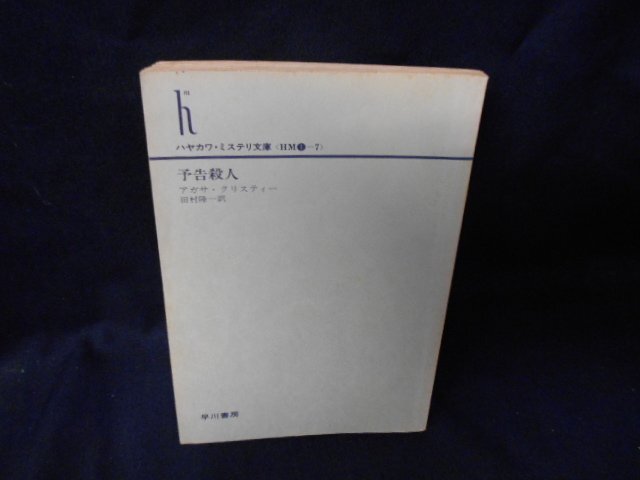 hm
ハヤカワ・ミステリ文庫〈HM❶—7〉
予告殺人
アガサ・クリスティー
田村隆一訳
早川書房